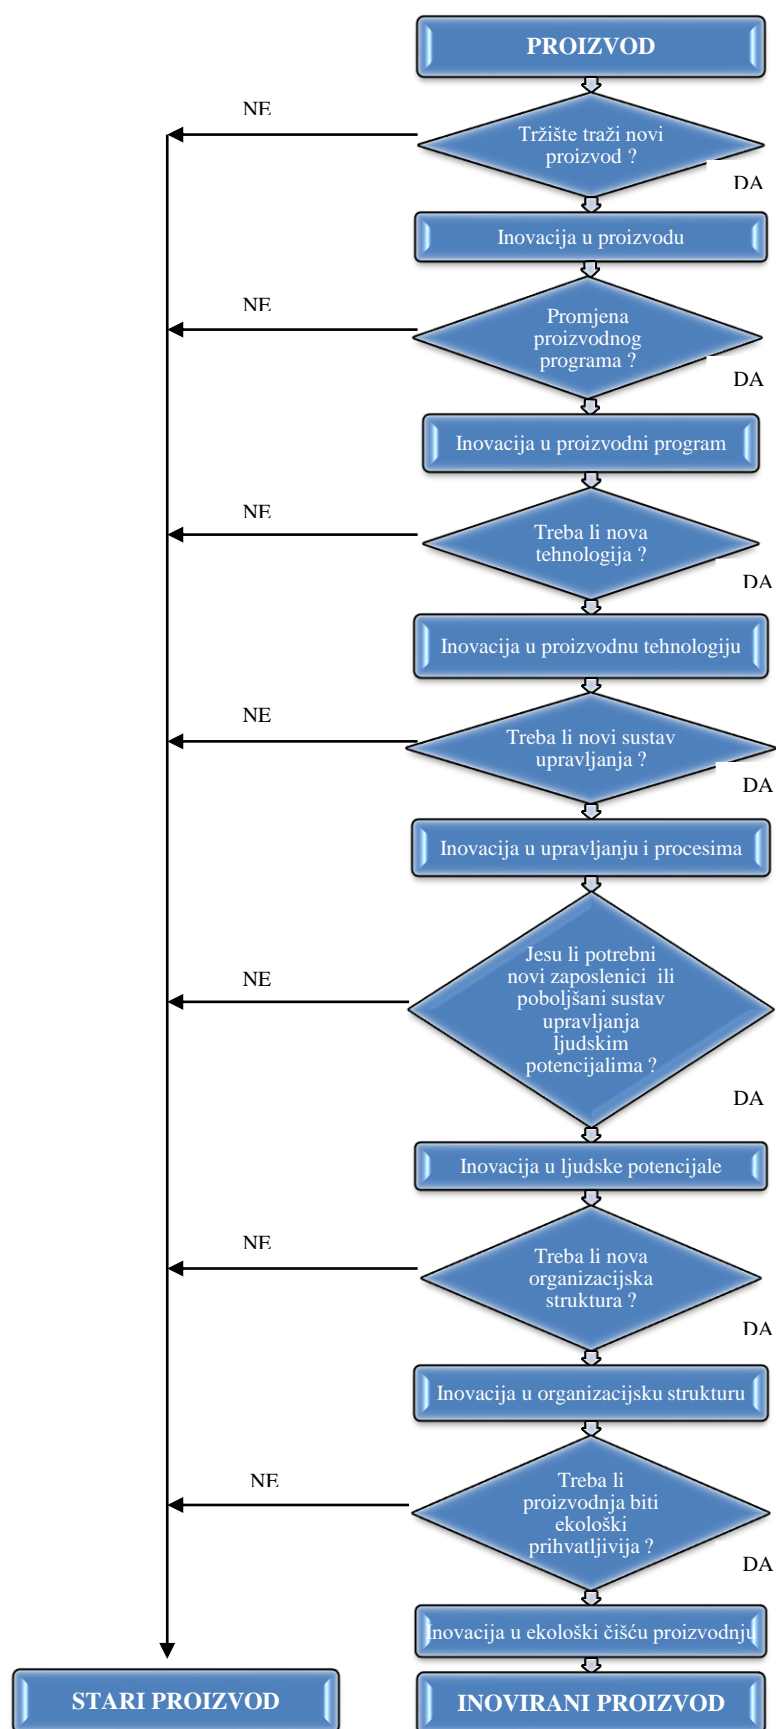 PROIZVOD
NE
Tržište traži novi
proizvod ?
DA
Inovacija u proizvodu
NE
Promjena
proizvodnog
programa ?
DA
Inovacija u proizvodni program
NE
Treba li nova
tehnologija ?
DA
Inovacija u proizvodnu tehnologiju
NE
Treba li novi sustav
upravljanja ?
DA
Inovacija u upravljanju i procesima
NE
Jesu li potrebni
novi zaposlenici ili
poboljšani sustav
upravljanja
ljudskim
potencijalima ?
DA
Inovacija u ljudske potencijale
NE
Treba li nova
organizacijska
struktura ?
DA
Inovacija u organizacijsku strukturu
NE
Treba li
proizvodnja biti
ekološki
prihvatljivija ?
DA
Inovacija u ekološki čišću proizvodnju
STARI PROIZVOD
INOVIRANI PROIZVOD